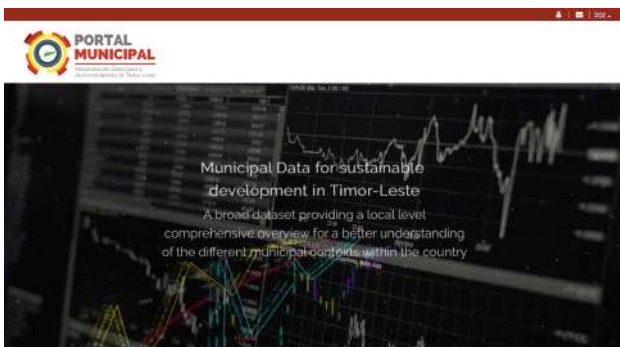 PORTAL
MUNICIPAL
Municipal Data for sustainable
development in Timor-Leste
A broad dataset providing a local level
comprehensive overview for a better understanding
of the different municipal contexts within the country